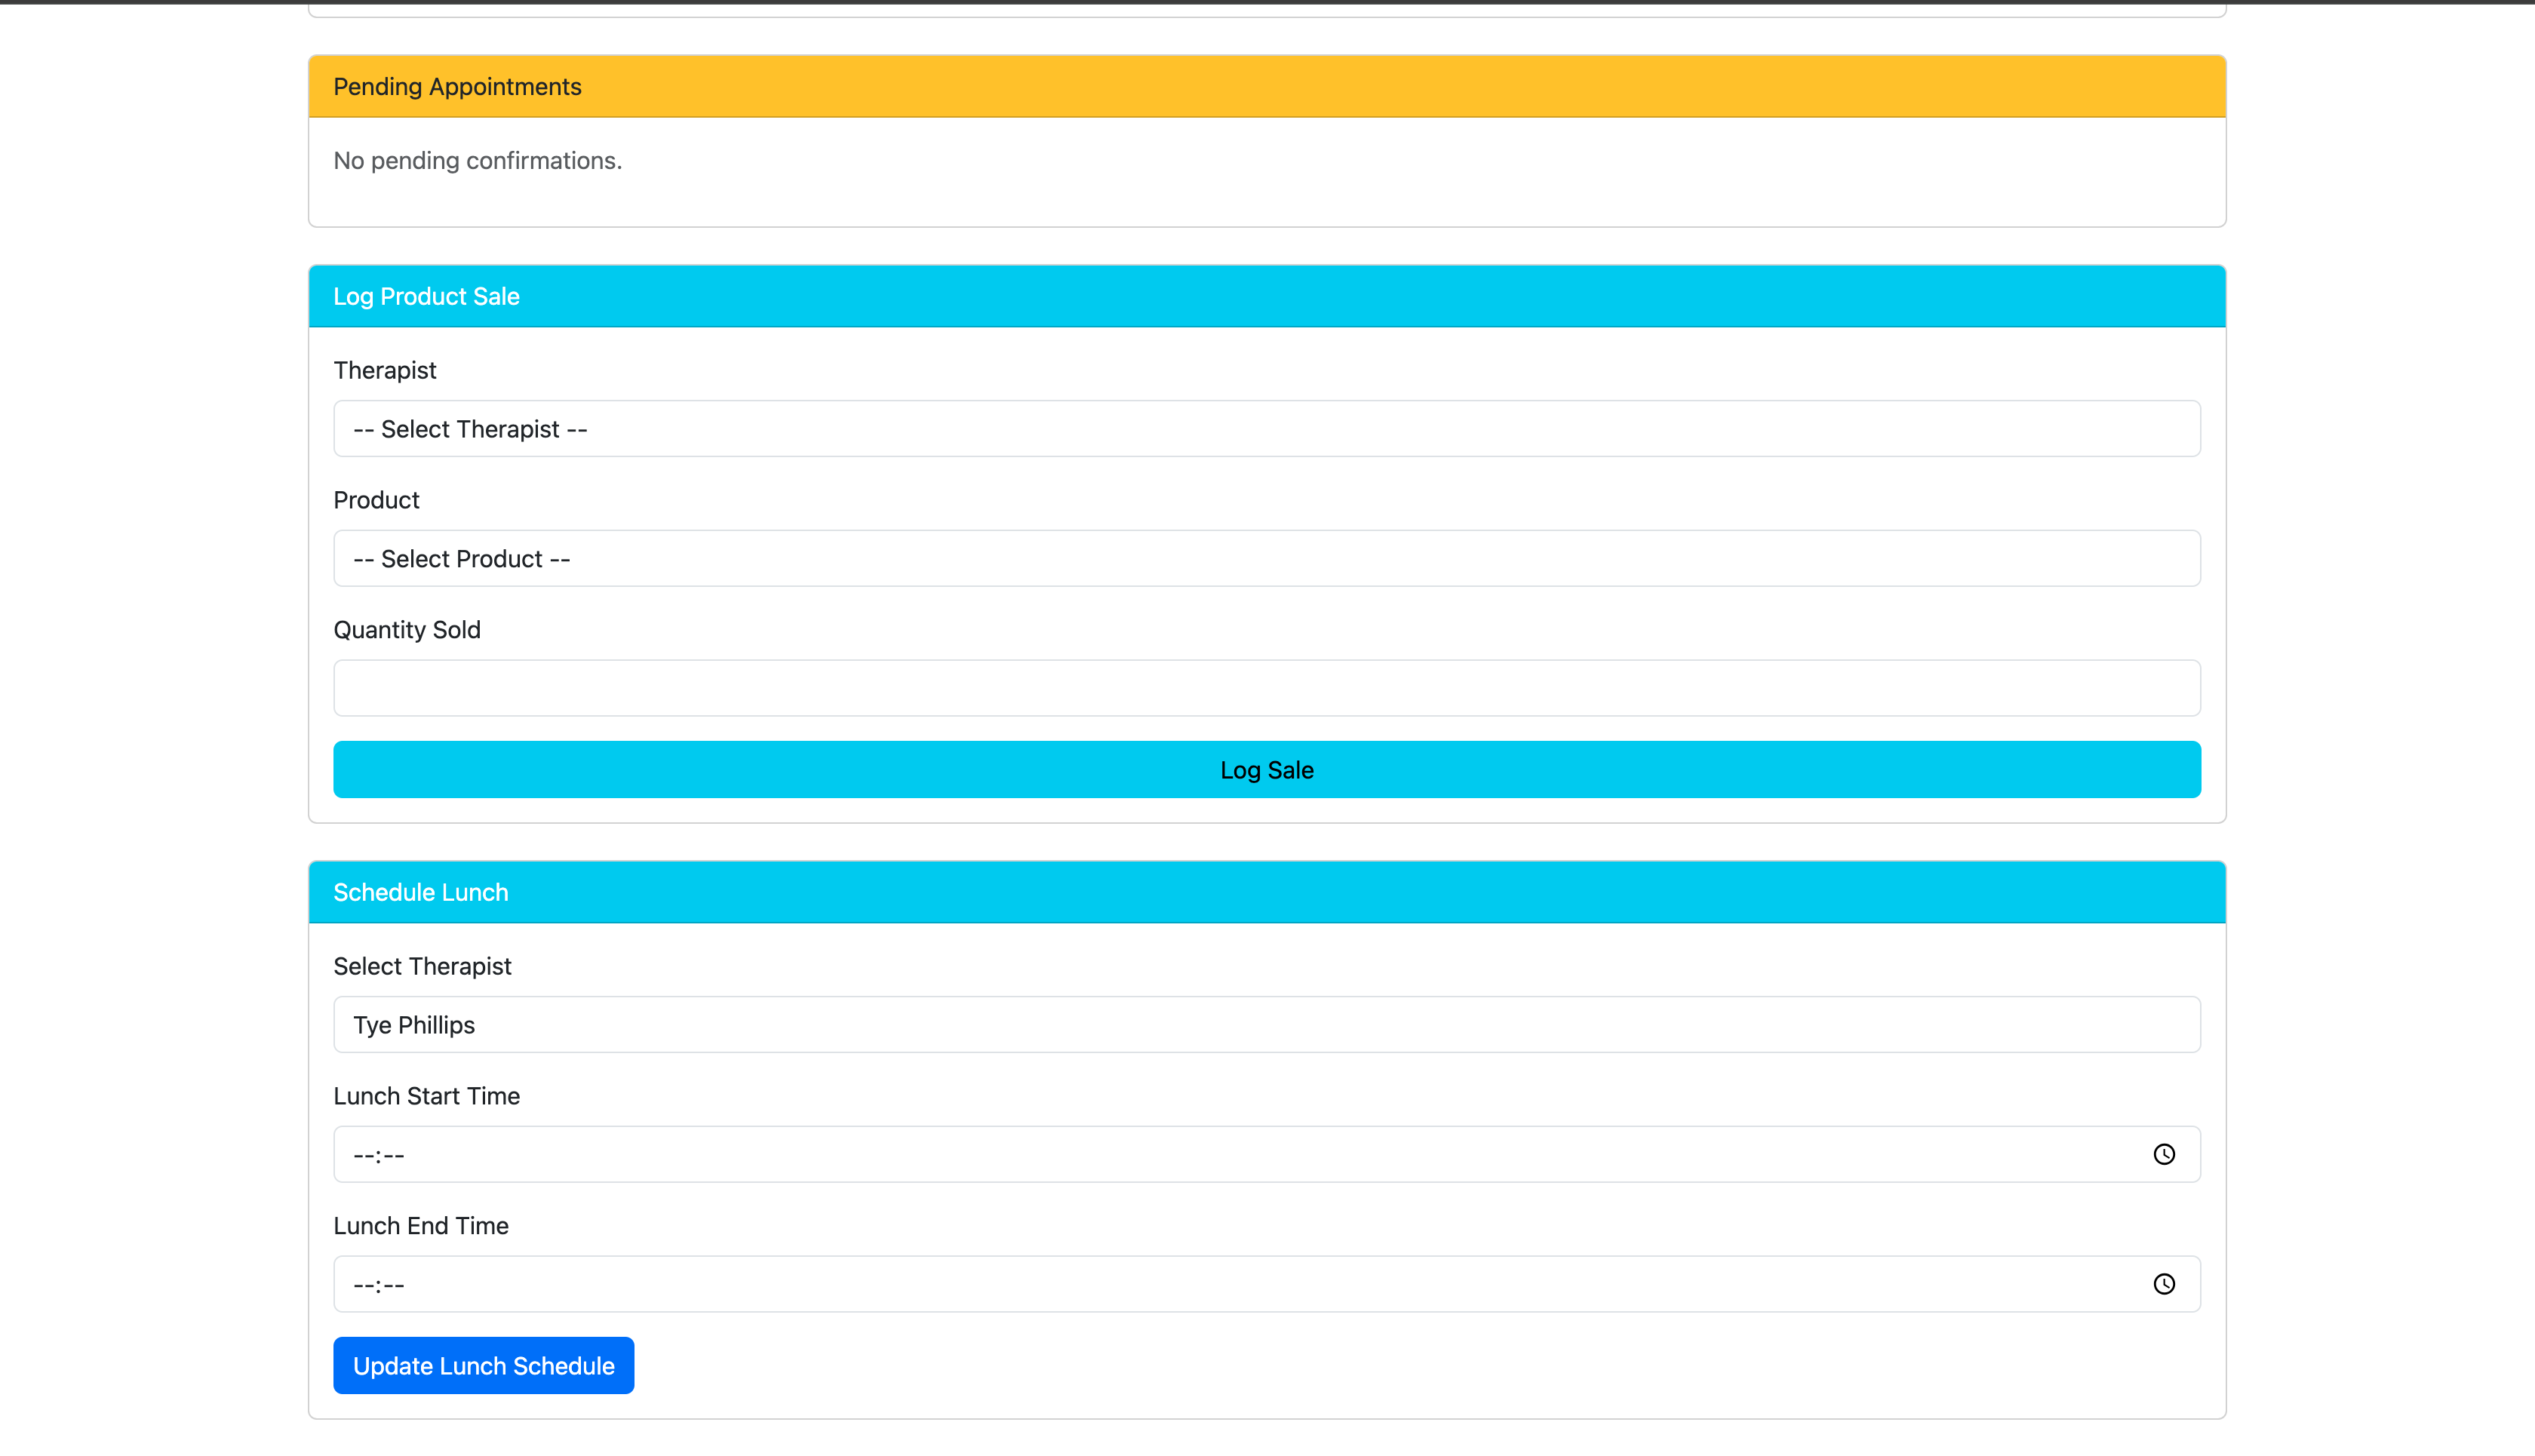 Pending Appointments
No pending confirmations.
Log Product Sale
Therapist
-- Select Therapist --
Product
-- Select Product --
Quantity Sold
Log Sale
Schedule Lunch
Select Therapist
Tye Phillips
Lunch Start Time
--:--
Lunch End Time
--:--
Update Lunch Schedule